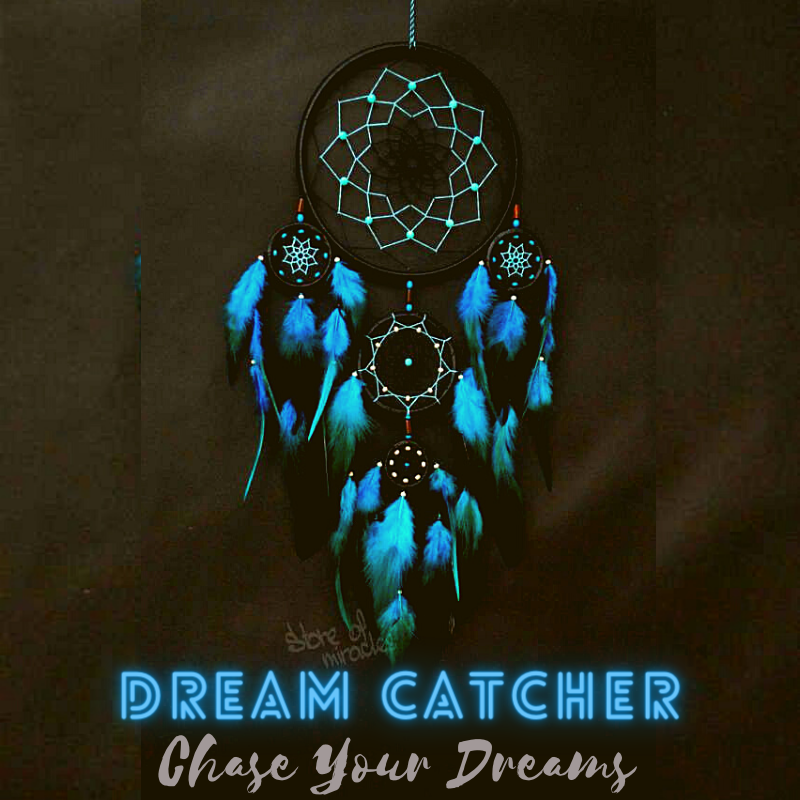 Store of
miracles
DREAM CATCHER
Chase Your Dreams